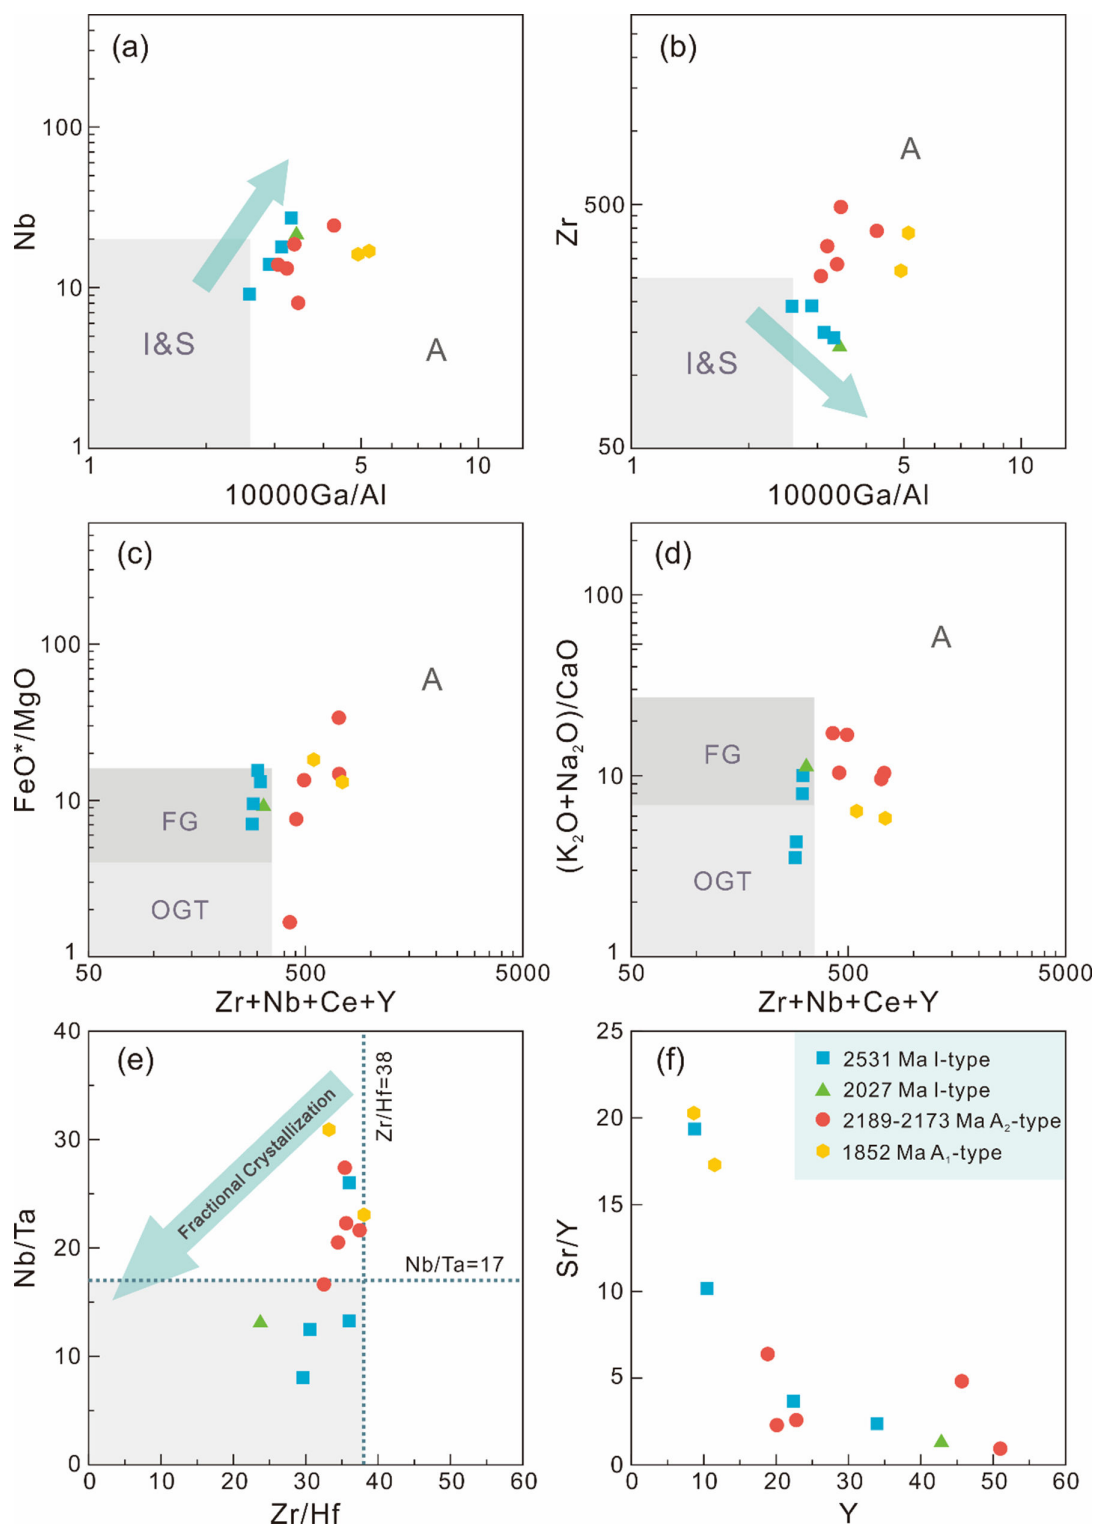 (a)
Nb
100
10
1
I&S
A
1
5
10
10000Ga/Al
(b)
Zr
500
50
A
I&S
1
5
10
10000Ga/Al
(c)
FeO*/MgO
100
10
1
A
FG
OGT
50
500
5000
Zr+Nb+Ce+Y
(d)
(K₂O+Na₂O)/CaO
100
10
1
A
FG
OGT
50
500
5000
Zr+Nb+Ce+Y
(e)
Nb/Ta
40
30
20
10
0
Fractional Crystallization
Zr/Hf=38
Nb/Ta=17
0 10 20 30 40 50 60
Zr/Hf
(f)
Sr/Y
25
20
15
10
5
0
2531 Ma I-type
2027 Ma I-type
2189-2173 Ma A₂-type
1852 Ma A₁-type
0 10 20 30 40 50 60
Y